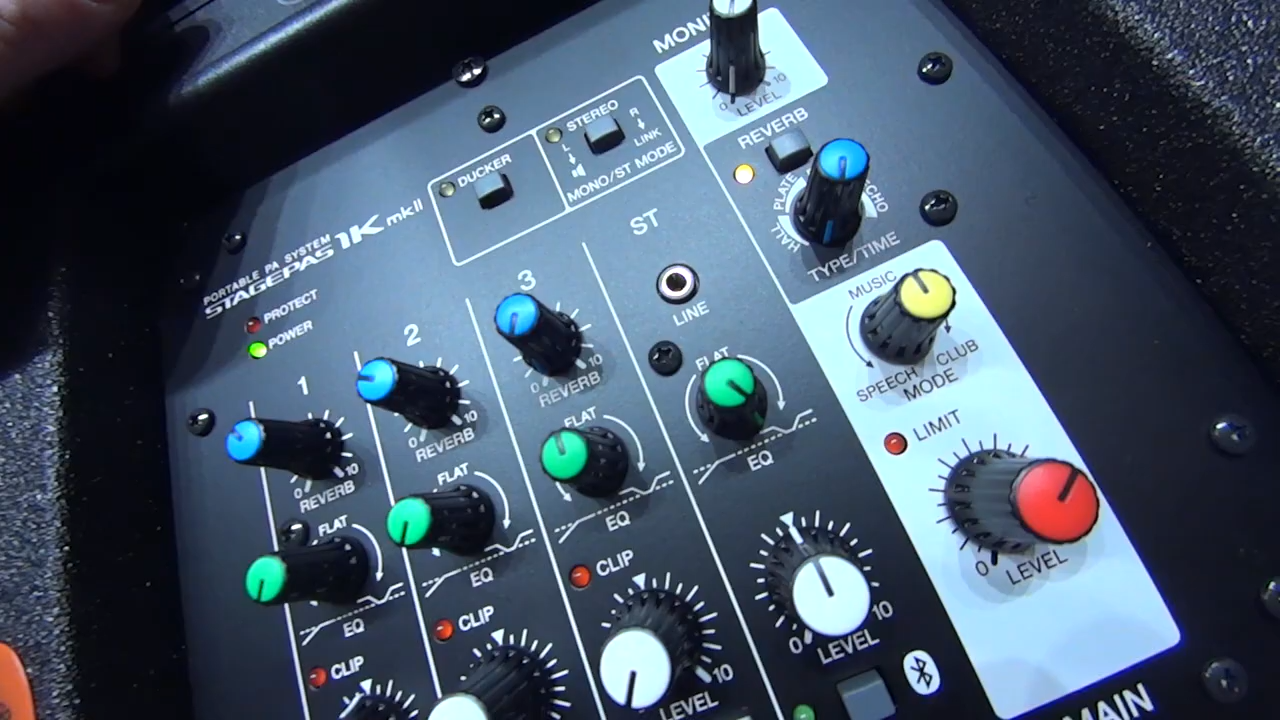 MONI
0 10
LEVEL
STEREO
R
L
LINK
MONO/ST MODE
DUCKER
REVERB
PLATE
ECHO
HALL
TYPE/TIME
PORTABLE PA SYSTEM
STAGEPAS 1K mkII
PROTECT
POWER
1
0 10
REVERB
FLAT
EQ
CLIP
2
0 10
REVERB
FLAT
EQ
CLIP
3
0 10
REVERB
FLAT
EQ
CLIP
10
LEVEL
ST
LINE
FLAT
EQ
0 10
LEVEL
MUSIC
CLUB
SPEECH
MODE
LIMIT
0
LEVEL
MAIN